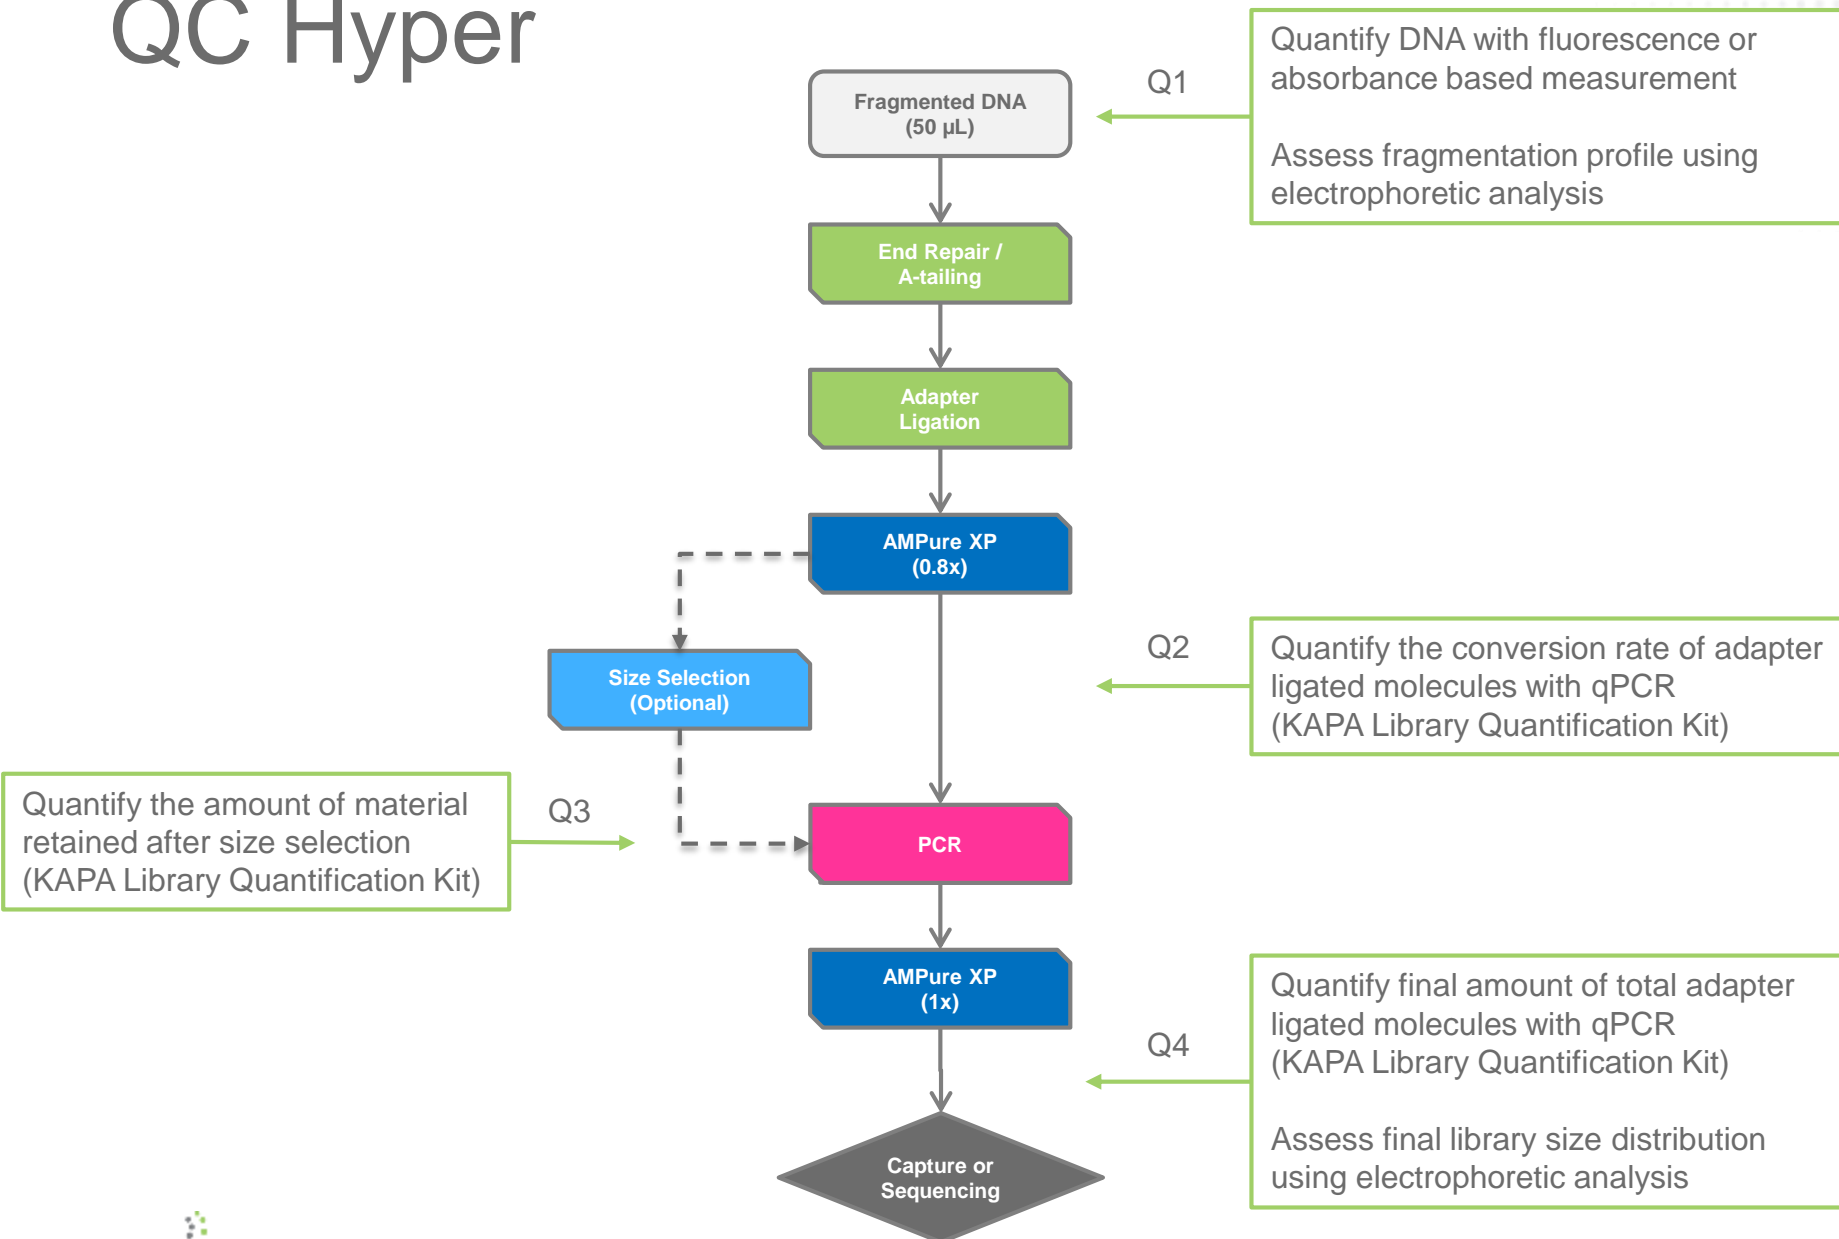 QC Hyper
Quantify DNA with fluorescence or
absorbance based measurement
Q1
Fragmented DNA
(50 µL)
Assess fragmentation profile using
electrophoretic analysis
End Repair /
A-tailing
Adapter
Ligation
AMPure XP
(0.8x)
Q2
Quantify the conversion rate of adapter
ligated molecules with qPCR
(KAPA Library Quantification Kit)
Size Selection
(Optional)
Quantify the amount of material
retained after size selection
(KAPA Library Quantification Kit)
Q3
PCR
AMPure XP
(1x)
Quantify final amount of total adapter
ligated molecules with qPCR
(KAPA Library Quantification Kit)
Q4
Assess final library size distribution
using electrophoretic analysis
Capture or
Sequencing